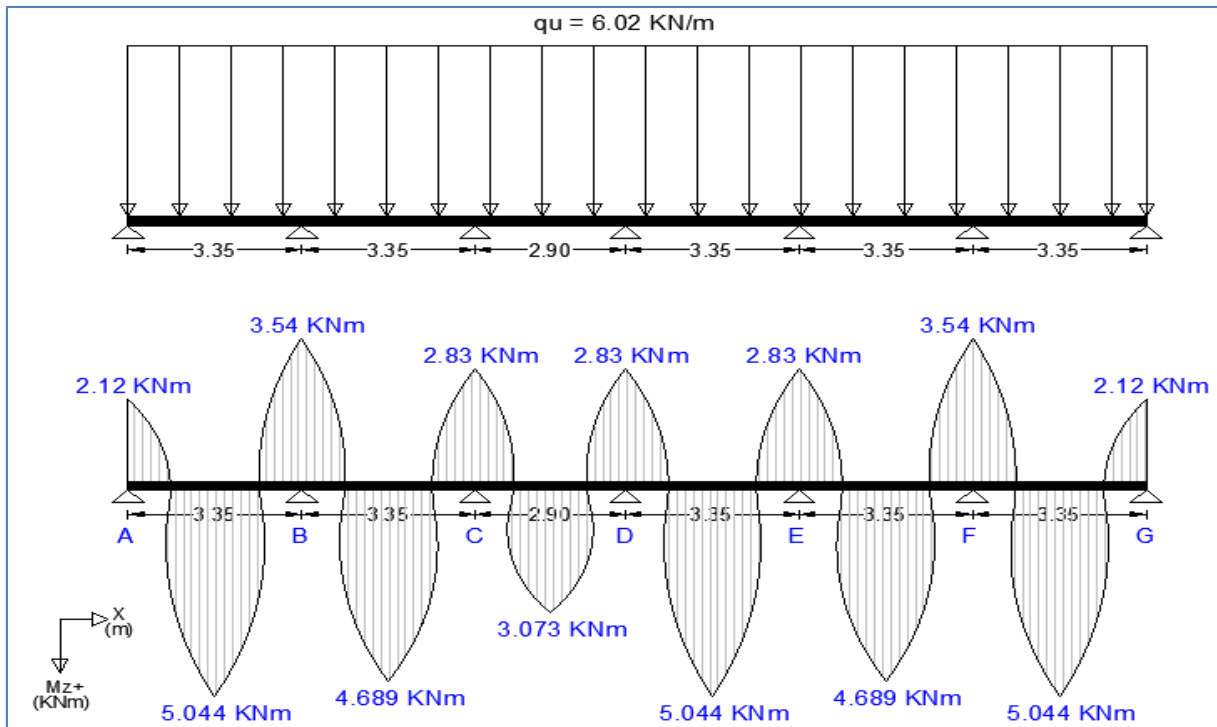 qu = 6.02 KN/m
3.35 3.35 2.90 3.35 3.35 3.35
3.54 KNm 3.54 KNm
2.83 KNm 2.83 KNm 2.83 KNm
2.12 KNm 2.12 KNm
3.35 3.35 2.90 3.35 3.35 3.35
A B C D E F G
X
(m)
3.073 KNm
Mz+
(KNm)
4.689 KNm 4.689 KNm
5.044 KNm 5.044 KNm 5.044 KNm